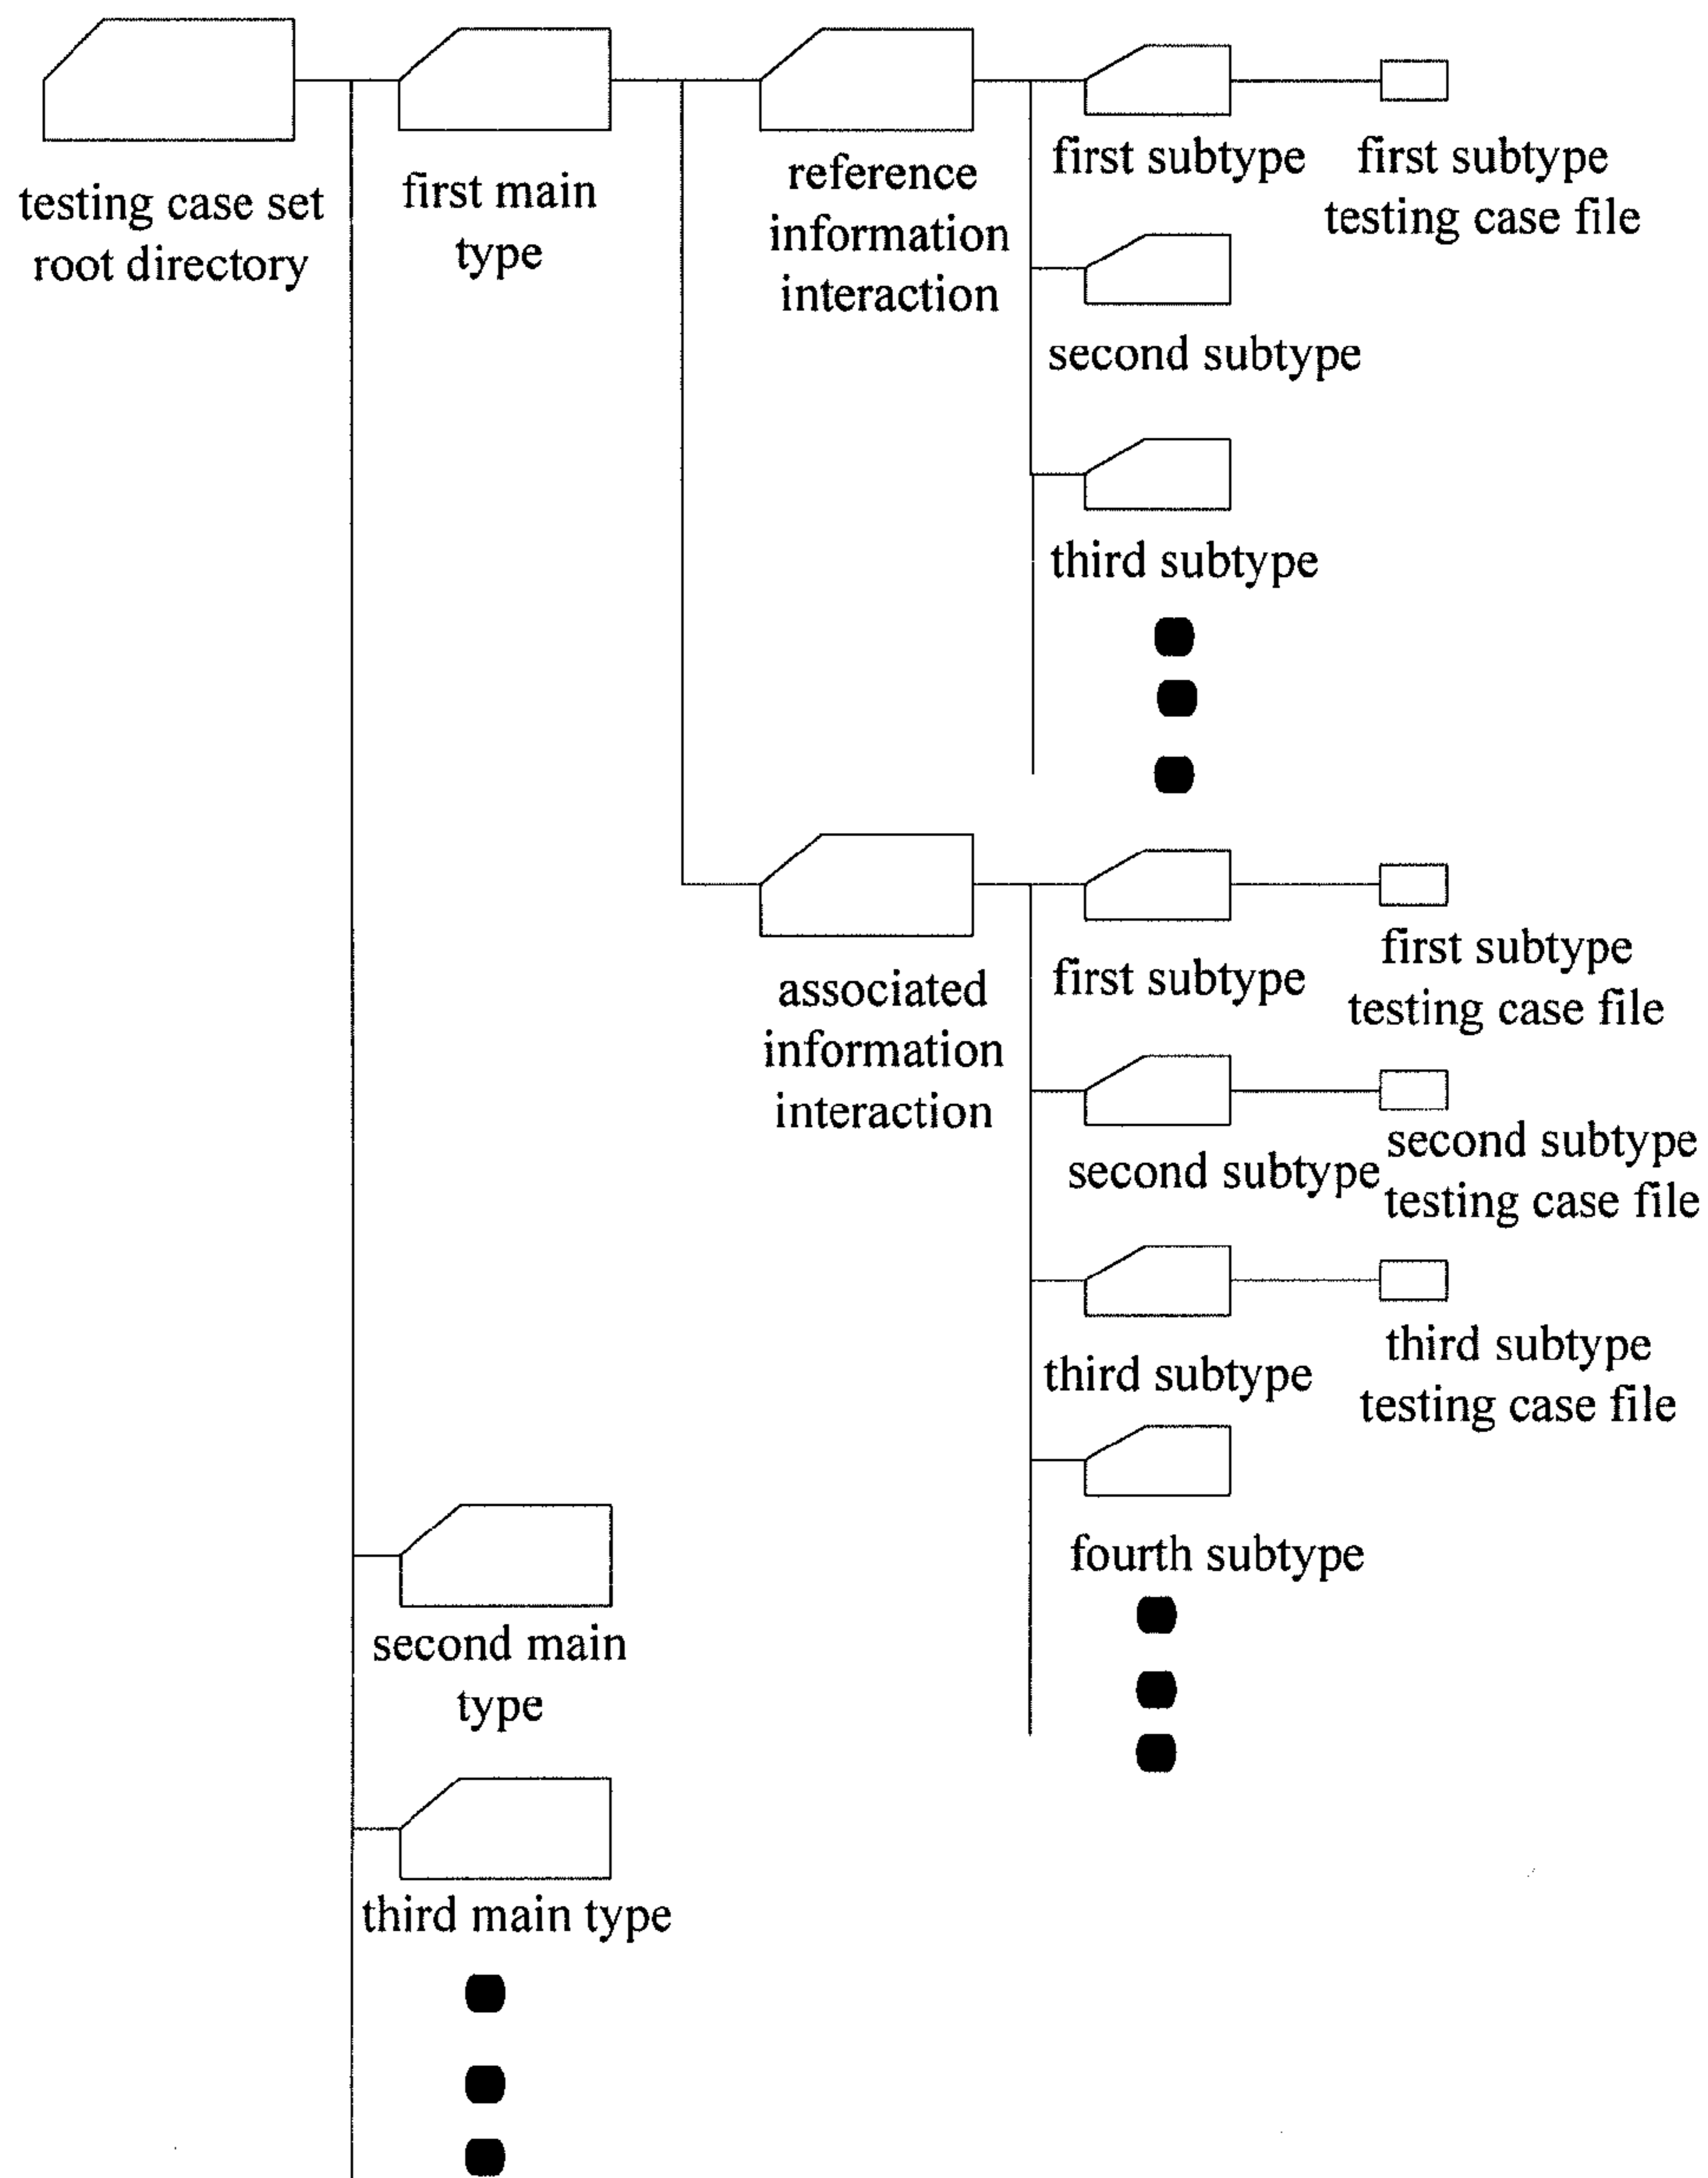 testing case set
root directory
first main
type
reference
information
interaction
first subtype
first subtype
testing case file
second subtype
third subtype
associated
information
interaction
first subtype
first subtype
testing case file
second subtype
second subtype
testing case file
third subtype
third subtype
testing case file
fourth subtype
second main
type
third main type